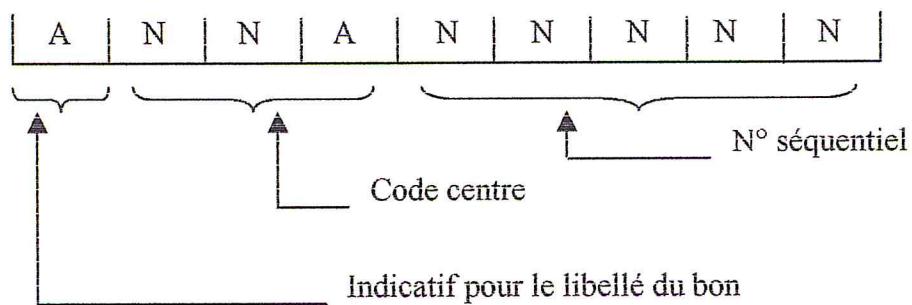 A N N A N N N N N
N° séquentiel
Code centre
Indicatif pour le libellé du bon